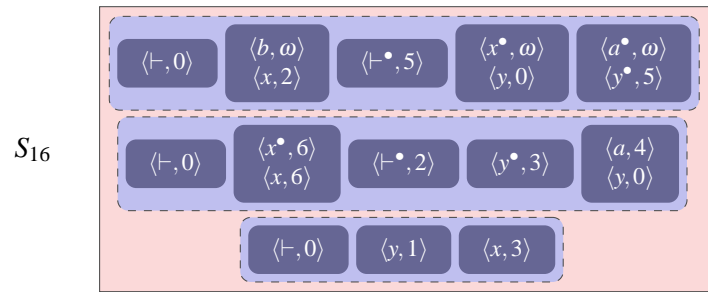 ⟨b, ω⟩ ⟨x•, ω⟩ ⟨a•, ω⟩
⟨⊢, 0⟩ ⟨⊢•, 5⟩
⟨x, 2⟩ ⟨y, 0⟩ ⟨y•, 5⟩
S₁₆
⟨x•, 6⟩ ⟨a, 4⟩
⟨⊢, 0⟩ ⟨⊢•, 2⟩ ⟨y•, 3⟩
⟨x, 6⟩ ⟨y, 0⟩
⟨⊢, 0⟩ ⟨y, 1⟩ ⟨x, 3⟩